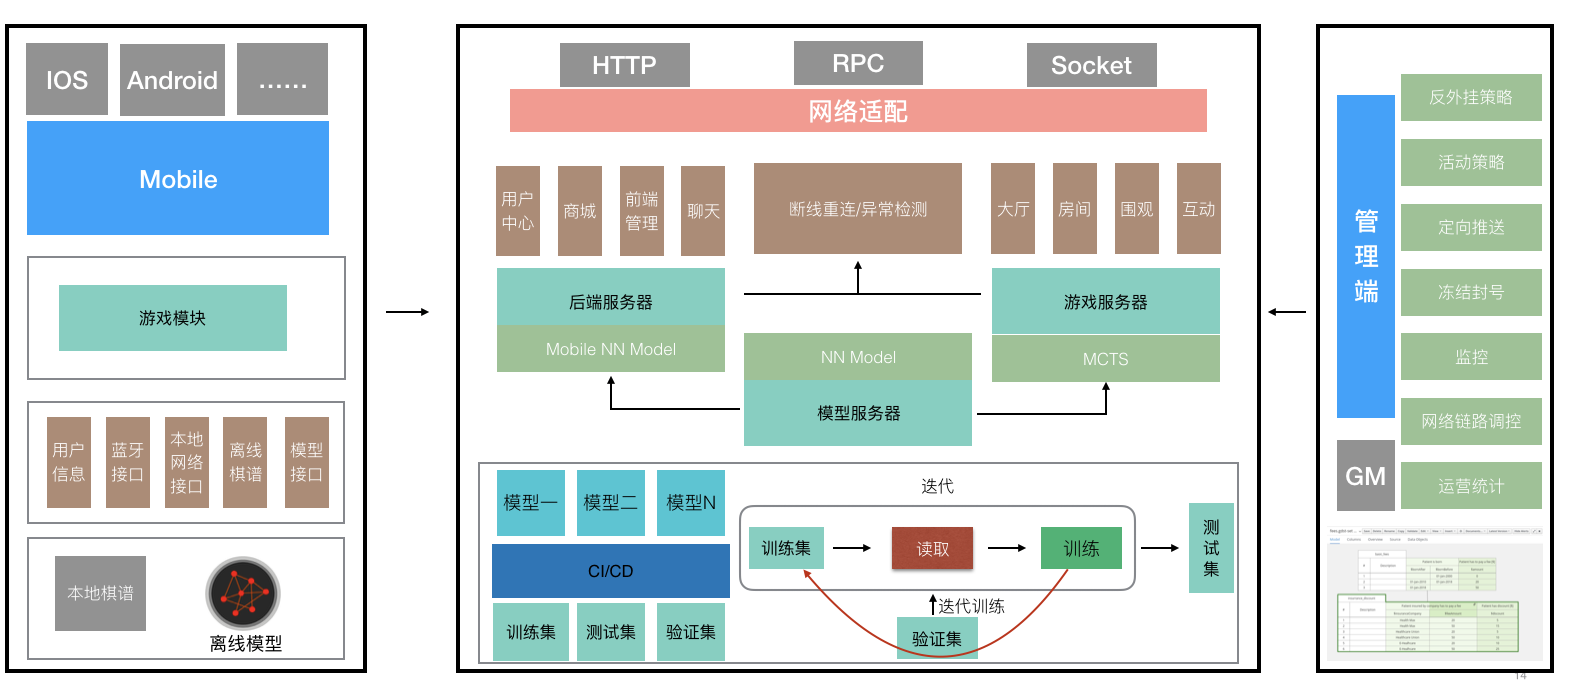 IOS
Android
......
Mobile
游戏模块
用户
信息
蓝牙
接口
本地
网络
接口
离线
棋谱
模型
接口
本地棋谱
离线模型
HTTP
RPC
Socket
网络适配
用户
中心
商城
前端
管理
聊天
断线重连/异常检测
大厅
房间
围观
互动
后端服务器
Mobile NN Model
NN Model
模型服务器
游戏服务器
MCTS
模型一
模型二
模型N
CI/CD
训练集
测试集
验证集
迭代
训练集
读取
训练
迭代训练
验证集
测
试
集
管
理
端
GM
反外挂策略
活动策略
定向推送
冻结封号
监控
网络链路调控
运营统计
14